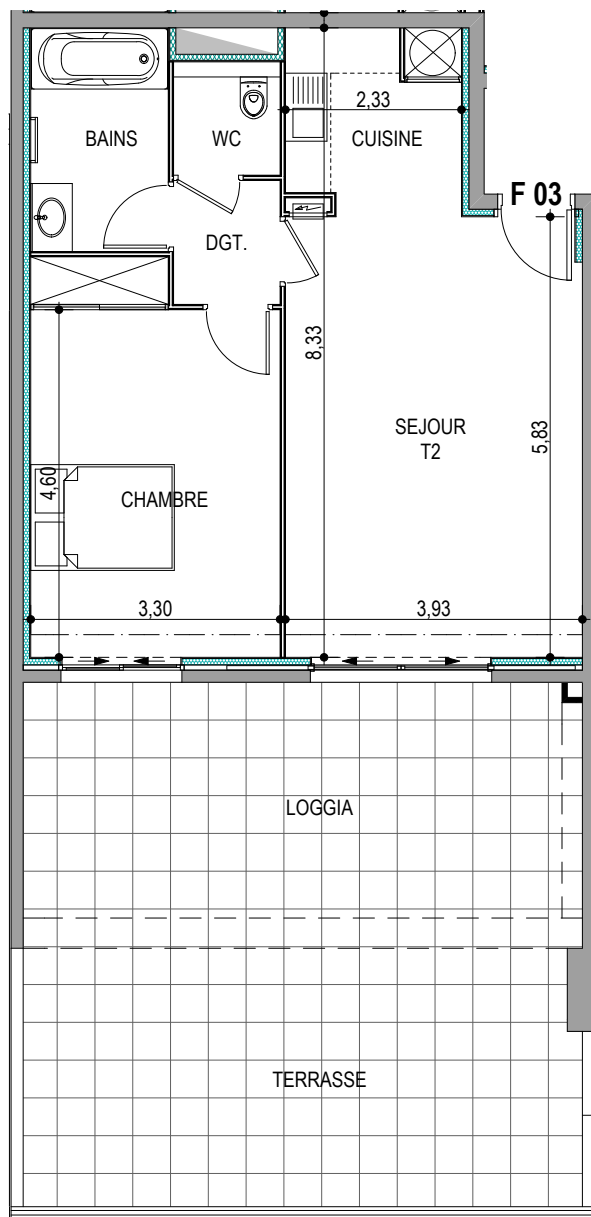 BAINS
WC
2,33
CUISINE
F 03
DGT.
8,33
5,83
SEJOUR
T2
4,60
CHAMBRE
3,30
3,93
LOGGIA
TERRASSE